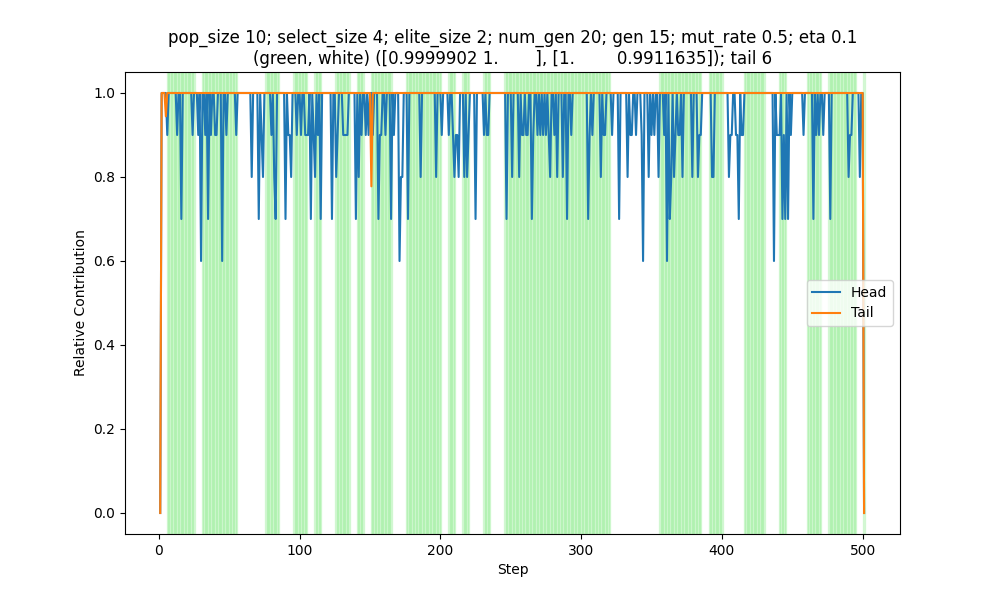 pop_size 10; select_size 4; elite_size 2; num_gen 20; gen 15; mut_rate 0.5; eta 0.1
(green, white) ([0.9999902 1.       ], [1.        0.9911635]); tail 6
1.0
0.8
0.6
0.4
0.2
0.0
Relative Contribution
Head
Tail
0
100
200
300
400
500
Step